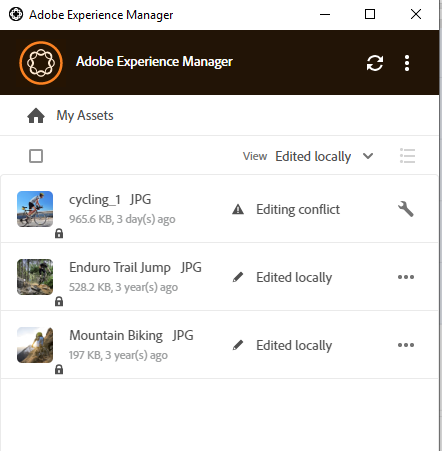 Adobe Experience Manager
Adobe Experience Manager
My Assets
View Edited locally
cycling_1 JPG
965.6 KB, 3 day(s) ago
Editing conflict
Enduro Trail Jump JPG
528.2 KB, 3 year(s) ago
Edited locally
Mountain Biking JPG
197 KB, 3 year(s) ago
Edited locally